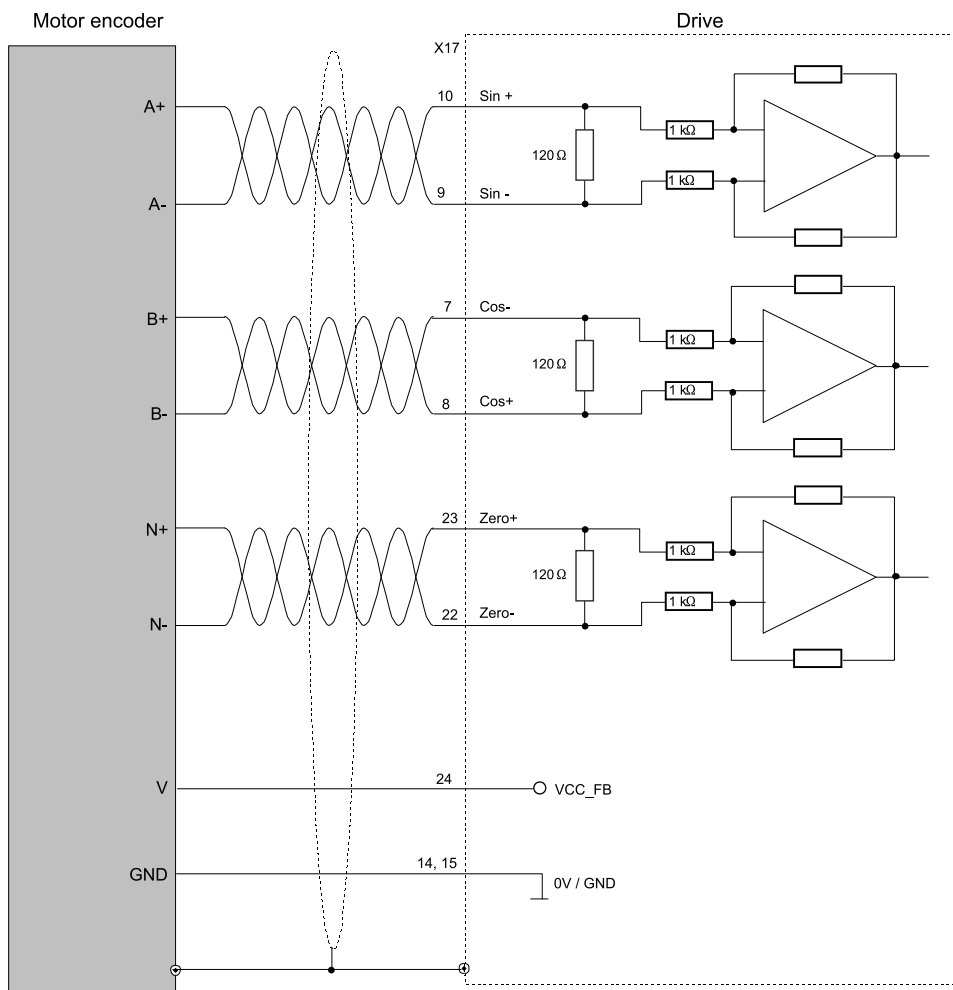 Motor encoder
Drive
X17
A+
10
Sin +
1 kΩ
120 Ω
1 kΩ
A-
9
Sin -
B+
7
Cos-
1 kΩ
120 Ω
1 kΩ
B-
8
Cos+
N+
23
Zero+
1 kΩ
120 Ω
1 kΩ
N-
22
Zero-
V
24
VCC_FB
GND
14, 15
0V / GND